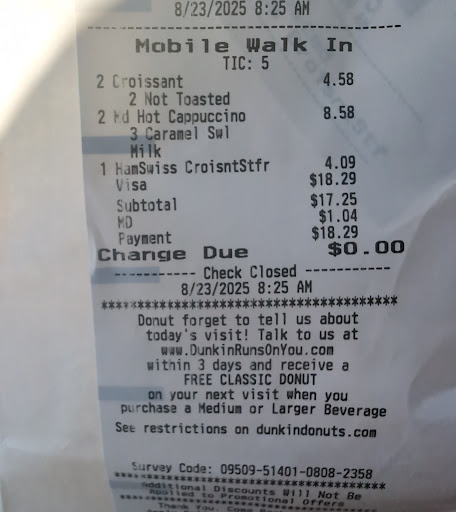 8/23/2025 8:25 AM
Mobile Walk In
TIC: 5
2 Croissant 4.58
2 Not Toasted
2 Md Hot Cappuccino 8.58
3 Caramel Swl
Milk
1 HamSwiss CroisntStfr 4.09
Visa $18.29
Subtotal $17.25
MD $1.04
Payment $18.29
Change Due $0.00
----------- Check Closed ------------
8/23/2025 8:25 AM
****************************************
Donut forget to tell us about
today's visit! Talk to us at
www.DunkinRunsOnYou.com
within 3 days and receive a
FREE CLASSIC DONUT
on your next visit when you
purchase a Medium or Larger Beverage
See restrictions on dunkindonuts.com
Survey Code: 09509-51401-0808-2358
****************************************
Additional Discounts Will Not Be
Applied to Promotional Offers
****************************************
Thank You. Come